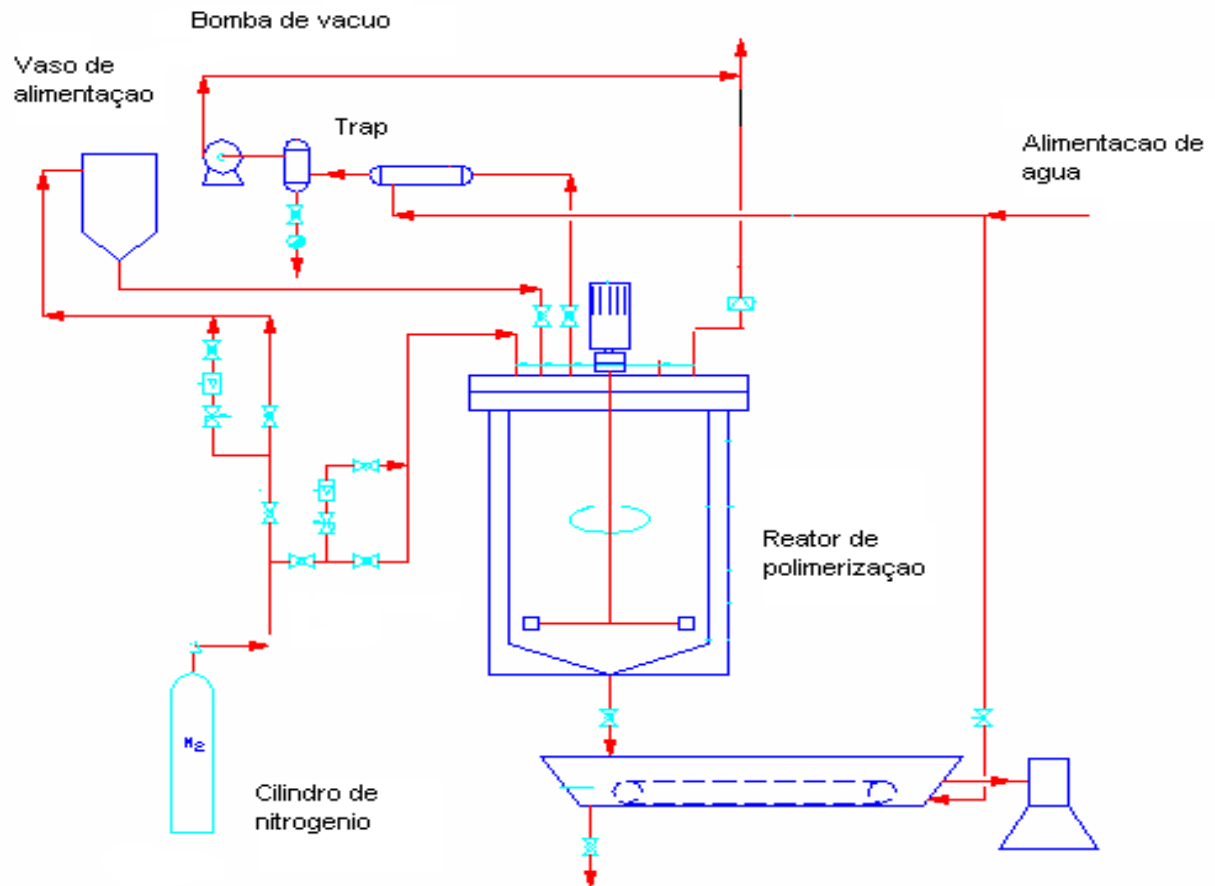 Bomba de vacuo
Vaso de
alimentaçao
Trap
Alimentacao de
agua
Reator de
polimerizaçao
N2
Cilindro de
nitrogenio